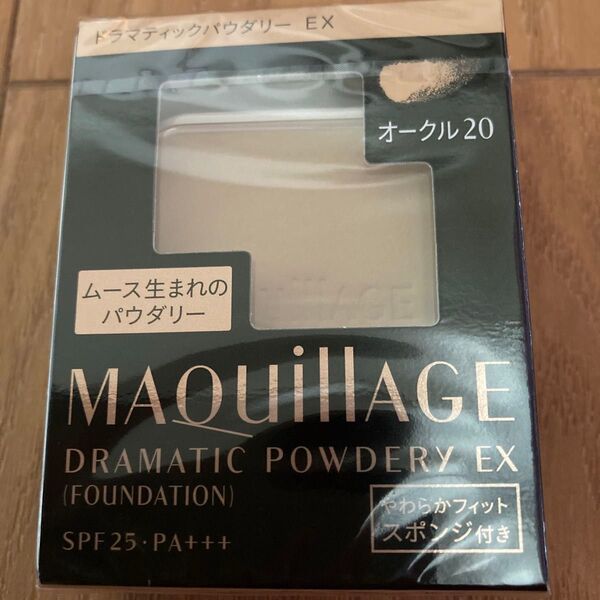 ドラマティックパウダリー EX
オークル20
ムース生まれの
パウダリー
MAQuillAGE
DRAMATIC POWDERY EX
(FOUNDATION)
SPF25・PA+++
やわらかフィット
スポンジ付き